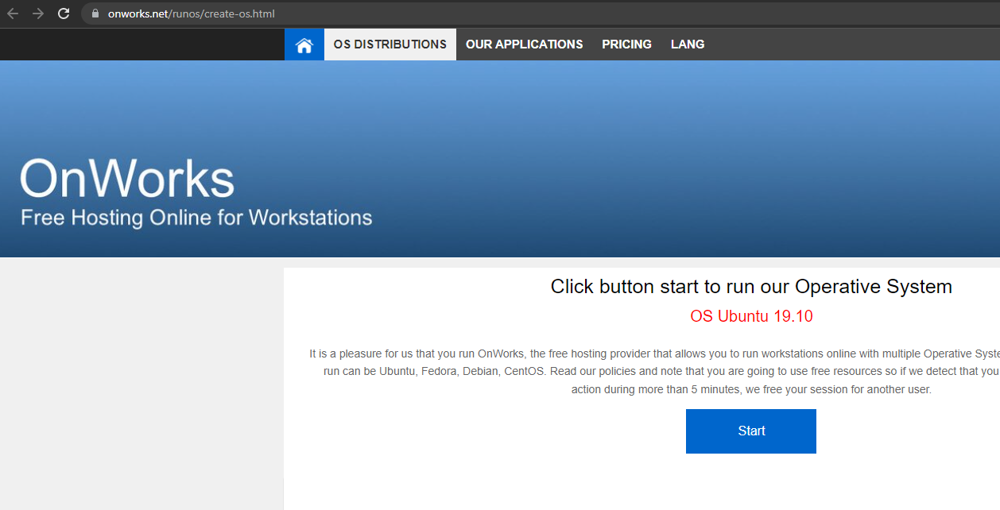 onworks.net/runos/create-os.html
OS DISTRIBUTIONS OUR APPLICATIONS PRICING LANG
OnWorks
Free Hosting Online for Workstations
Click button start to run our Operative System
OS Ubuntu 19.10
It is a pleasure for us that you run OnWorks, the free hosting provider that allows you to run workstations online with multiple Operative
run can be Ubuntu, Fedora, Debian, CentOS. Read our policies and note that you are going to use free resources so if we detect that you
action during more than 5 minutes, we free your session for another user.
Start